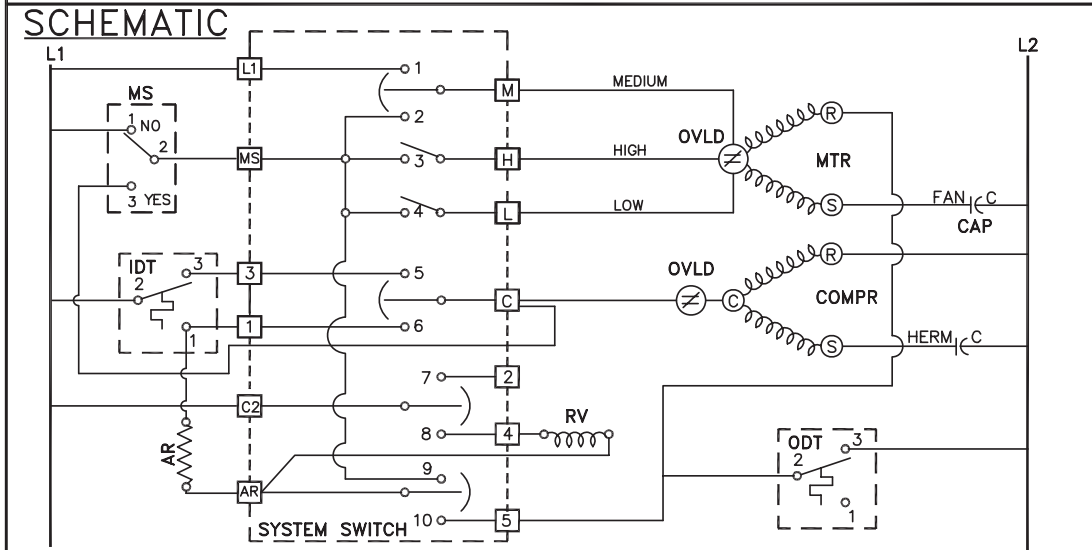 SCHEMATIC
L1
L2
L1
1
M
MEDIUM
MS
1 NO
2
3 YES
2
OVLD
R
MS
3
H
HIGH
MTR
4
L
LOW
S
FAN C
CAP
IDT
3
2
1
3
5
OVLD
R
C
C
COMPR
1
6
S
HERM C
7
2
C2
RV
8
4
AR
ODT
3
2
1
9
AR
10
5
SYSTEM SWITCH